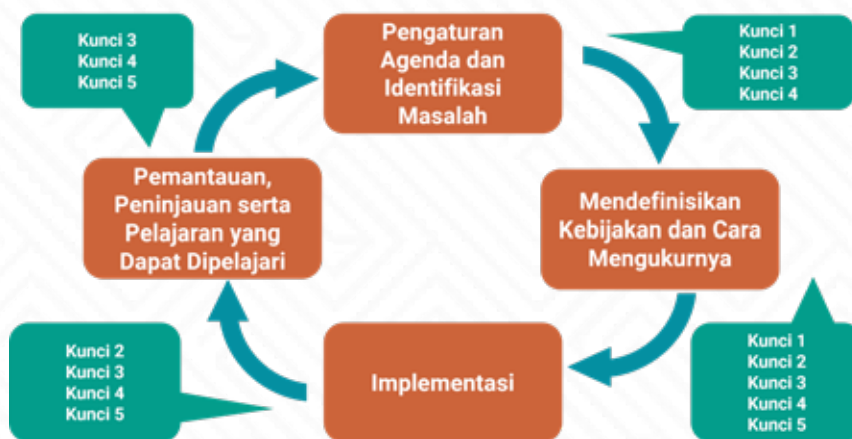 Kunci 3
Kunci 4
Kunci 5
Pengaturan
Agenda dan
Identifikasi
Masalah
Kunci 1
Kunci 2
Kunci 3
Kunci 4
Pemantauan,
Peninjauan serta
Pelajaran yang
Dapat Dipelajari
Mendefinisikan
Kebijakan dan Cara
Mengukurnya
Kunci 2
Kunci 3
Kunci 4
Kunci 5
Implementasi
Kunci 1
Kunci 2
Kunci 3
Kunci 4
Kunci 5